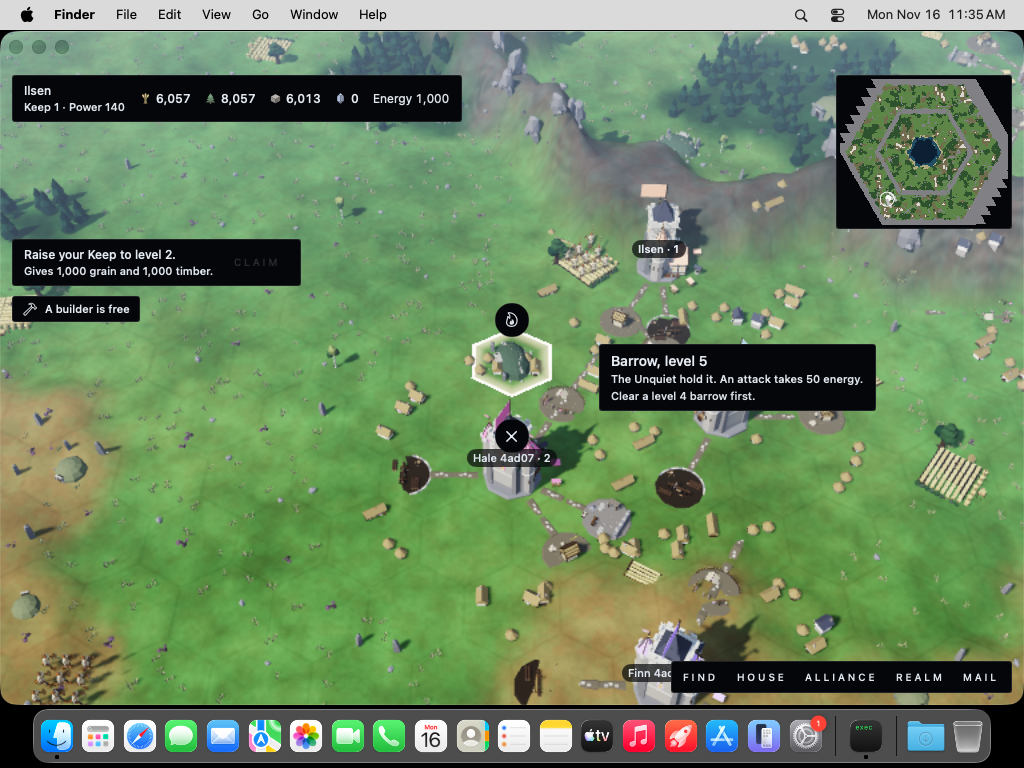 Finder File Edit View Go Window Help Mon Nov 16 11:35 AM
Ilsen
Keep 1 · Power 140
6,057 8,057 6,013 0 Energy 1,000
Raise your Keep to level 2.
Gives 1,000 grain and 1,000 timber.
CLAIM
A builder is free
Ilsen · 1
Barrow, level 5
The Unquiet hold it. An attack takes 50 energy.
Clear a level 4 barrow first.
Hale 4ad07 · 2
Finn 4ad
FIND HOUSE ALLIANCE REALM MAIL
Mon
16
tv
1
exec